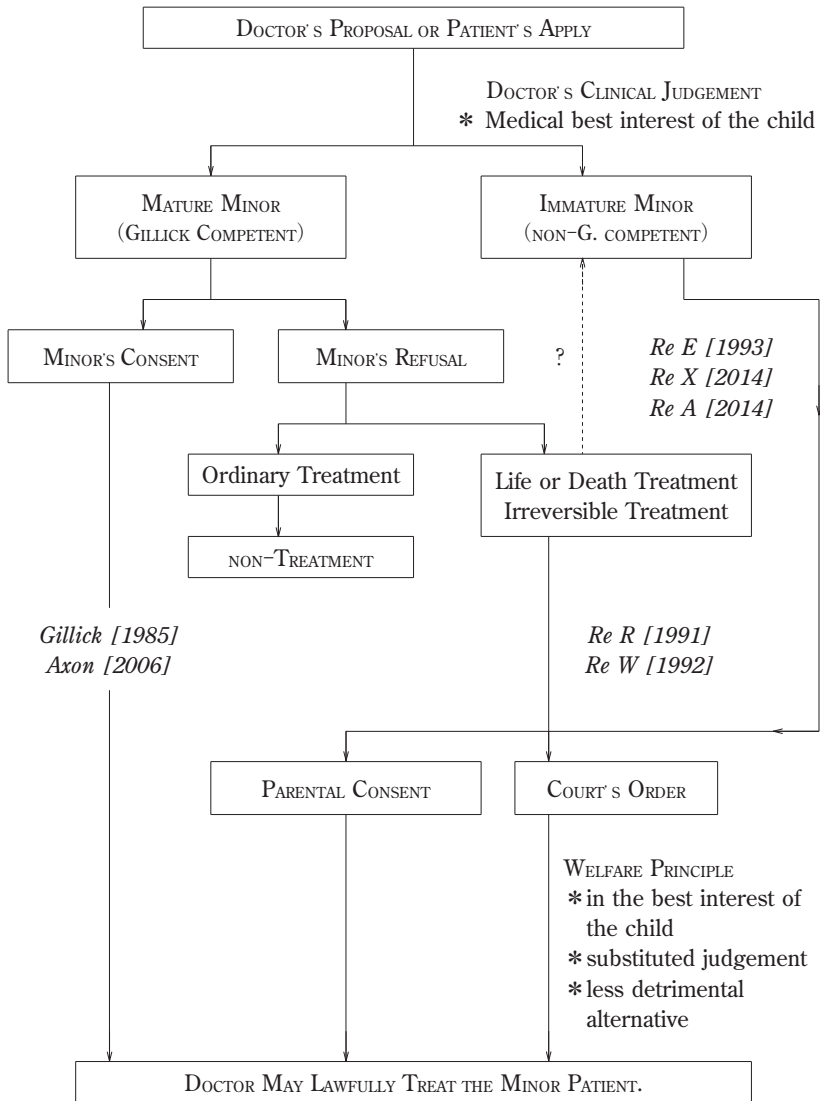 DOCTOR'S PROPOSAL OR PATIENT'S APPLY
DOCTOR'S CLINICAL JUDGEMENT
* Medical best interest of the child
MATURE MINOR
(GILLICK COMPETENT)
IMMATURE MINOR
(NON-G. COMPETENT)
MINOR'S CONSENT
MINOR'S REFUSAL
?
Re E [1993]
Re X [2014]
Re A [2014]
Ordinary Treatment
Life or Death Treatment
Irreversible Treatment
NON-TREATMENT
Gillick [1985]
Axon [2006]
Re R [1991]
Re W [1992]
PARENTAL CONSENT
COURT'S ORDER
WELFARE PRINCIPLE
* in the best interest of
the child
* substituted judgement
* less detrimental
alternative
DOCTOR MAY LAWFULLY TREAT THE MINOR PATIENT.